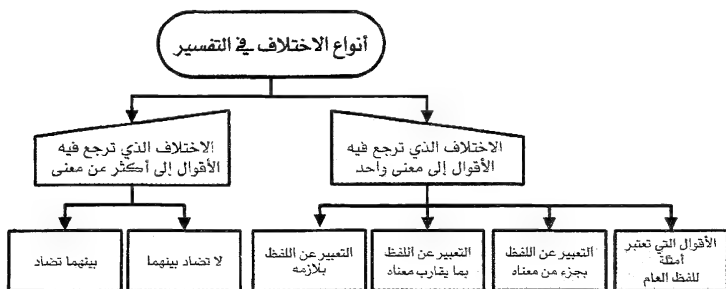 أنواع الاختلاف في التفسير
الاختلاف الذي ترجع فيه
الأقوال إلى معنى واحد
الاختلاف الذي ترجع فيه
الأقوال إلى أكثر من معنى
الأقوال التي تعتبر
أمثلة
للفظ العام
التعبير عن اللفظ
بجزء من معناه
التعبير عن اللفظ
بما يقارب معناه
التعبير عن اللفظ
بلازمه
لا تضاد بينهما
بينهما تضاد